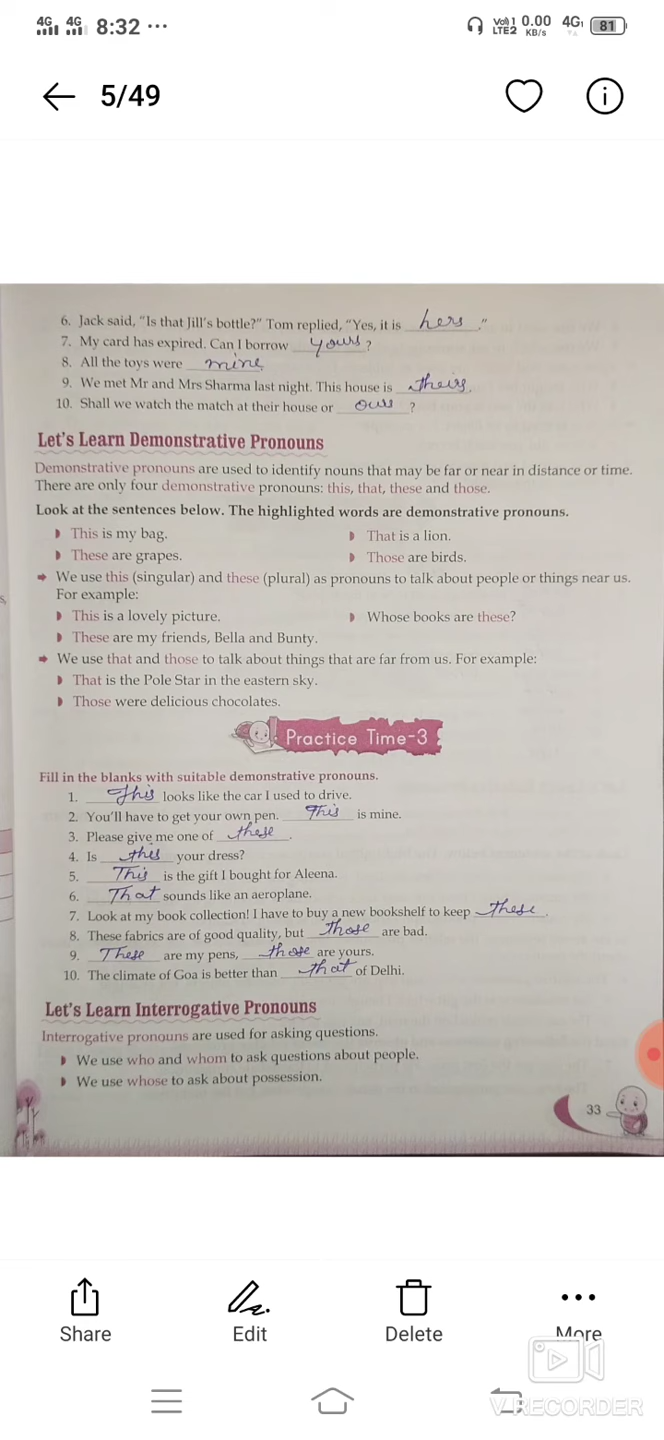 4G 4G 8:32 ... Vo) 1 LTE2 0.00 KB/s 4G 81
5/49
6. Jack said, "Is that Jill's bottle?" Tom replied, "Yes, it is hers."
7. My card has expired. Can I borrow yours?
8. All the toys were mine.
9. We met Mr and Mrs Sharma last night. This house is theirs.
10. Shall we watch the match at their house or ours ?
Let's Learn Demonstrative Pronouns
Demonstrative pronouns are used to identify nouns that may be far or near in distance or time.
There are only four demonstrative pronouns: this, that, these and those.
Look at the sentences below. The highlighted words are demonstrative pronouns.
This is my bag. That is a lion.
These are grapes. Those are birds.
We use this (singular) and these (plural) as pronouns to talk about people or things near us.
For example:
This is a lovely picture. Whose books are these?
These are my friends, Bella and Bunty.
We use that and those to talk about things that are far from us. For example:
That is the Pole Star in the eastern sky.
Those were delicious chocolates.
Practice Time-3
Fill in the blanks with suitable demonstrative pronouns.
1. This looks like the car I used to drive.
2. You'll have to get your own pen. This is mine.
3. Please give me one of these.
4. Is this your dress?
5. This is the gift I bought for Aleena.
6. That sounds like an aeroplane.
7. Look at my book collection! I have to buy a new bookshelf to keep these.
8. These fabrics are of good quality, but those are bad.
9. These are my pens, those are yours.
10. The climate of Goa is better than that of Delhi.
Let's Learn Interrogative Pronouns
Interrogative pronouns are used for asking questions.
We use who and whom to ask questions about people.
We use whose to ask about possession.
33
Share Edit Delete More
V RECORDER